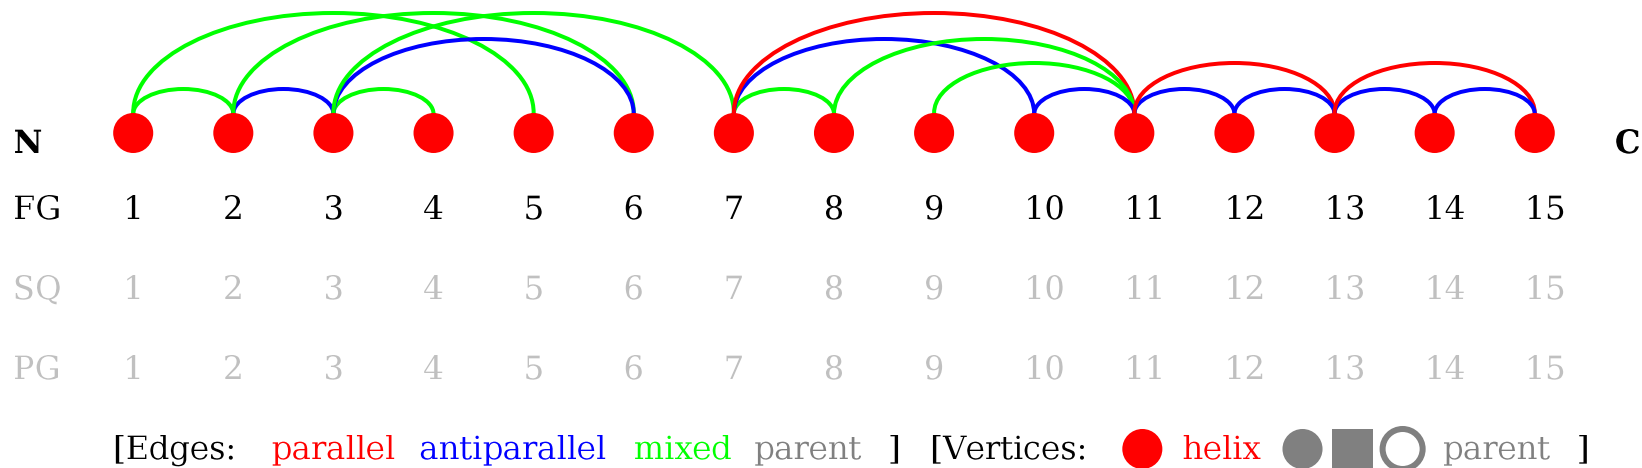 N C
FG 1 2 3 4 5 6 7 8 9 10 11 12 13 14 15
SQ 1 2 3 4 5 6 7 8 9 10 11 12 13 14 15
PG 1 2 3 4 5 6 7 8 9 10 11 12 13 14 15
[Edges: parallel antiparallel mixed parent ] [Vertices: helix parent ]